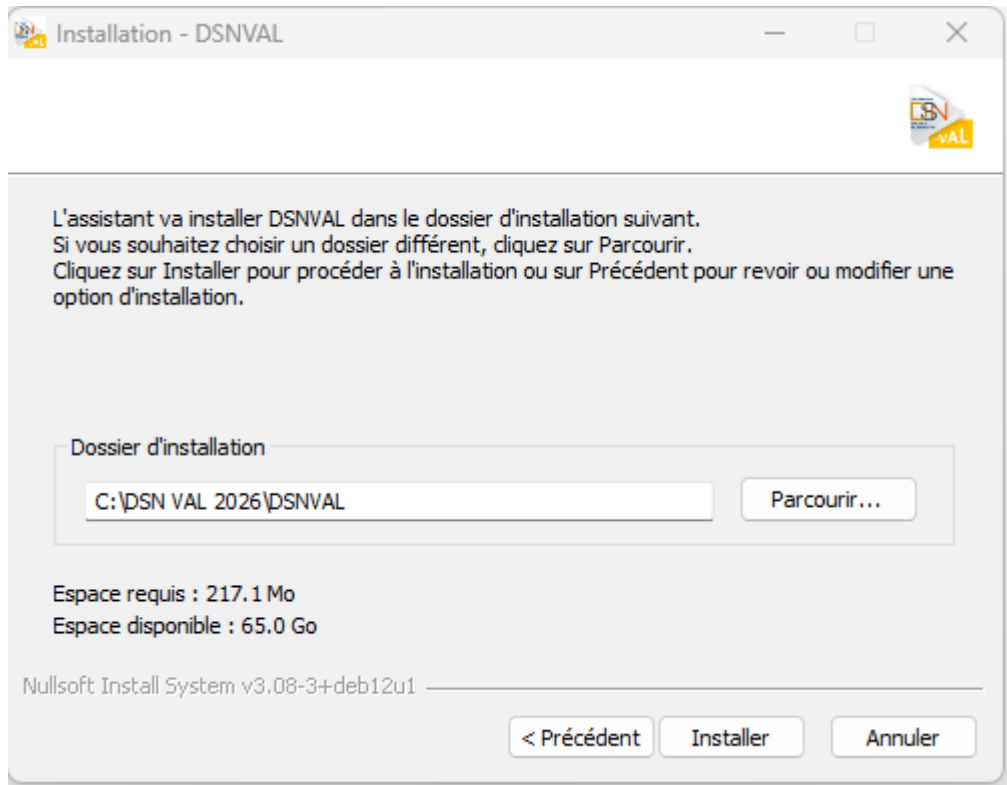 Installation - DSNVAL
DSN
-VAL
L'assistant va installer DSNVAL dans le dossier d'installation suivant.
Si vous souhaitez choisir un dossier différent, cliquez sur Parcourir.
Cliquez sur Installer pour procéder à l'installation ou sur Précédent pour revoir ou modifier une
option d'installation.
Dossier d'installation
C:\DSN VAL 2026\DSNVAL
Parcourir...
Espace requis : 217.1 Mo
Espace disponible : 65.0 Go
Nullsoft Install System v3.08-3+deb12u1
< Précédent
Installer
Annuler